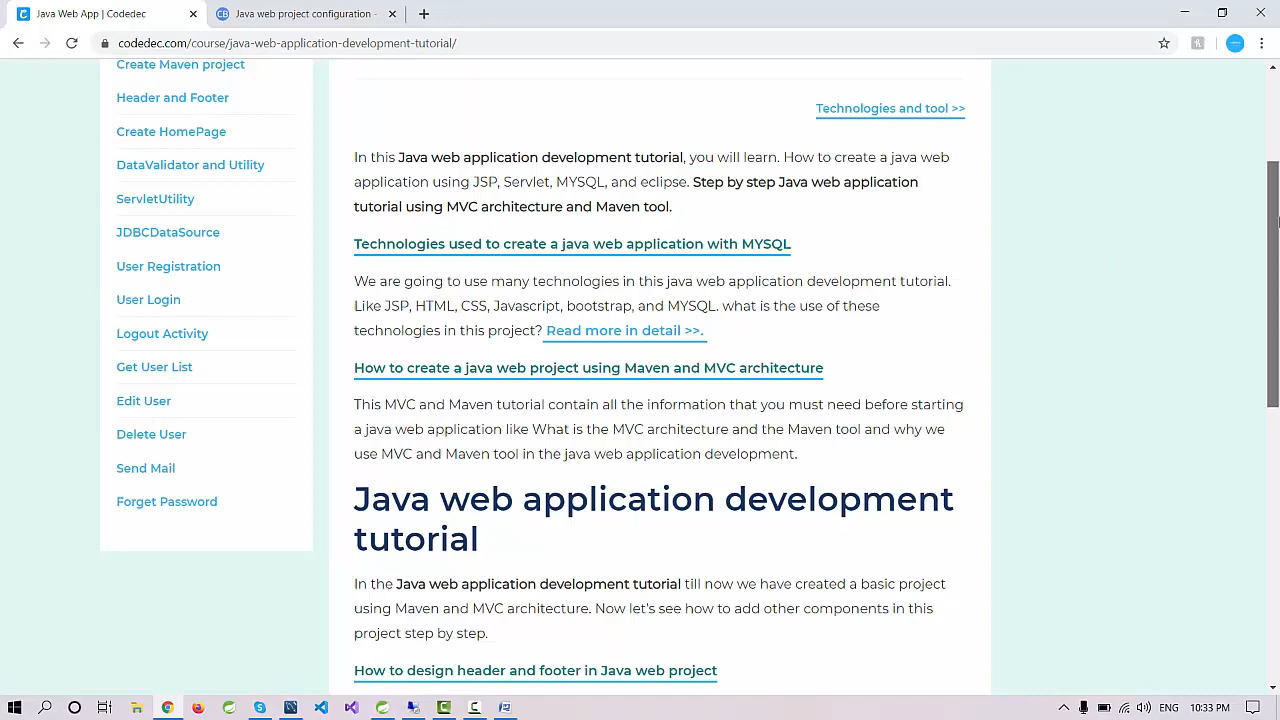 Java Web App | Codedec
Java web project configuration -
codedec.com/course/java-web-application-development-tutorial/
Create Maven project
Header and Footer
Create HomePage
DataValidator and Utility
ServletUtility
JDBCDataSource
User Registration
User Login
Logout Activity
Get User List
Edit User
Delete User
Send Mail
Forget Password
Technologies and tool >>
In this Java web application development tutorial, you will learn. How to create a java web
application using JSP, Servlet, MYSQL, and eclipse. Step by step Java web application
tutorial using MVC architecture and Maven tool.
Technologies used to create a java web application with MYSQL
We are going to use many technologies in this java web application development tutorial.
Like JSP, HTML, CSS, Javascript, bootstrap, and MYSQL. what is the use of these
technologies in this project? Read more in detail >>.
How to create a java web project using Maven and MVC architecture
This MVC and Maven tutorial contain all the information that you must need before starting
a java web application like What is the MVC architecture and the Maven tool and why we
use MVC and Maven tool in the java web application development.
Java web application development
tutorial
In the Java web application development tutorial till now we have created a basic project
using Maven and MVC architecture. Now let's see how to add other components in this
project step by step.
How to design header and footer in Java web project
ENG
10:33 PM